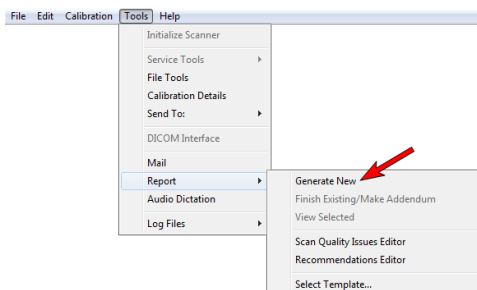 File Edit Calibration Tools Help
Initialize Scanner
Service Tools
File Tools
Calibration Details
Send To:
DICOM Interface
Mail
Report
Audio Dictation
Log Files
Generate New
Finish Existing/Make Addendum
View Selected
Scan Quality Issues Editor
Recommendations Editor
Select Template...